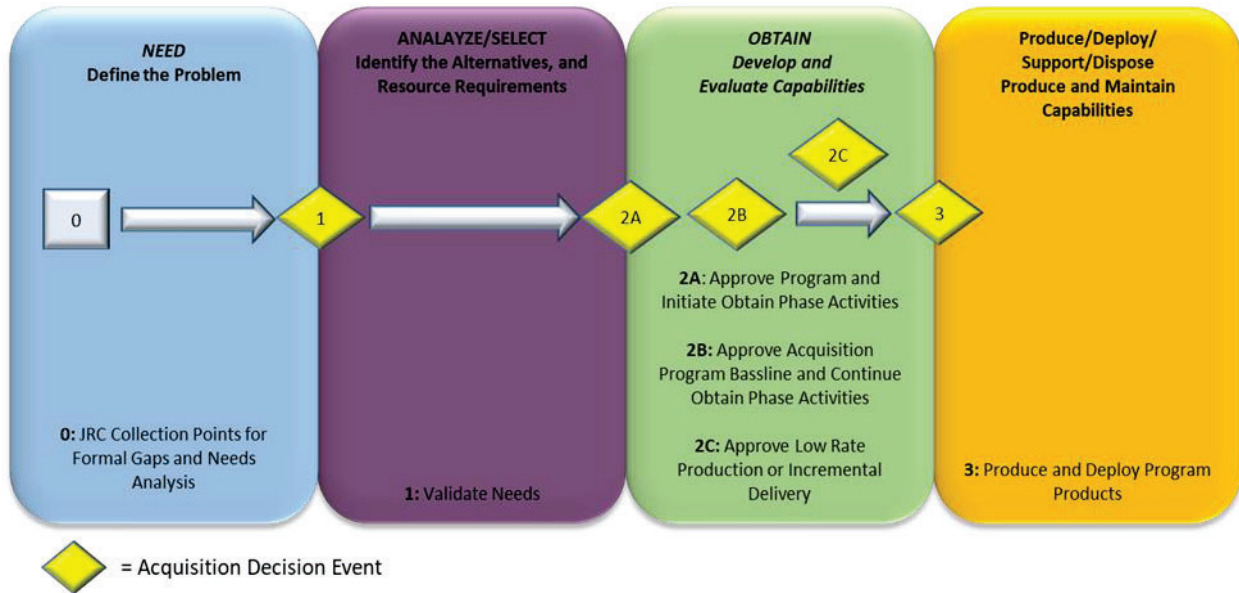 NEED
Define the Problem
ANALAYZE/SELECT
Identify the Alternatives, and
Resource Requirements
OBTAIN
Develop and
Evaluate Capabilities
Produce/Deploy/
Support/Dispose
Produce and Maintain
Capabilities
0
1
2A
2B
2C
3
0: JRC Collection Points for
Formal Gaps and Needs
Analysis
1: Validate Needs
2A: Approve Program and
Initiate Obtain Phase Activities
2B: Approve Acquisition
Program Bassline and Continue
Obtain Phase Activities
2C: Approve Low Rate
Production or Incremental
Delivery
3: Produce and Deploy Program
Products
= Acquisition Decision Event